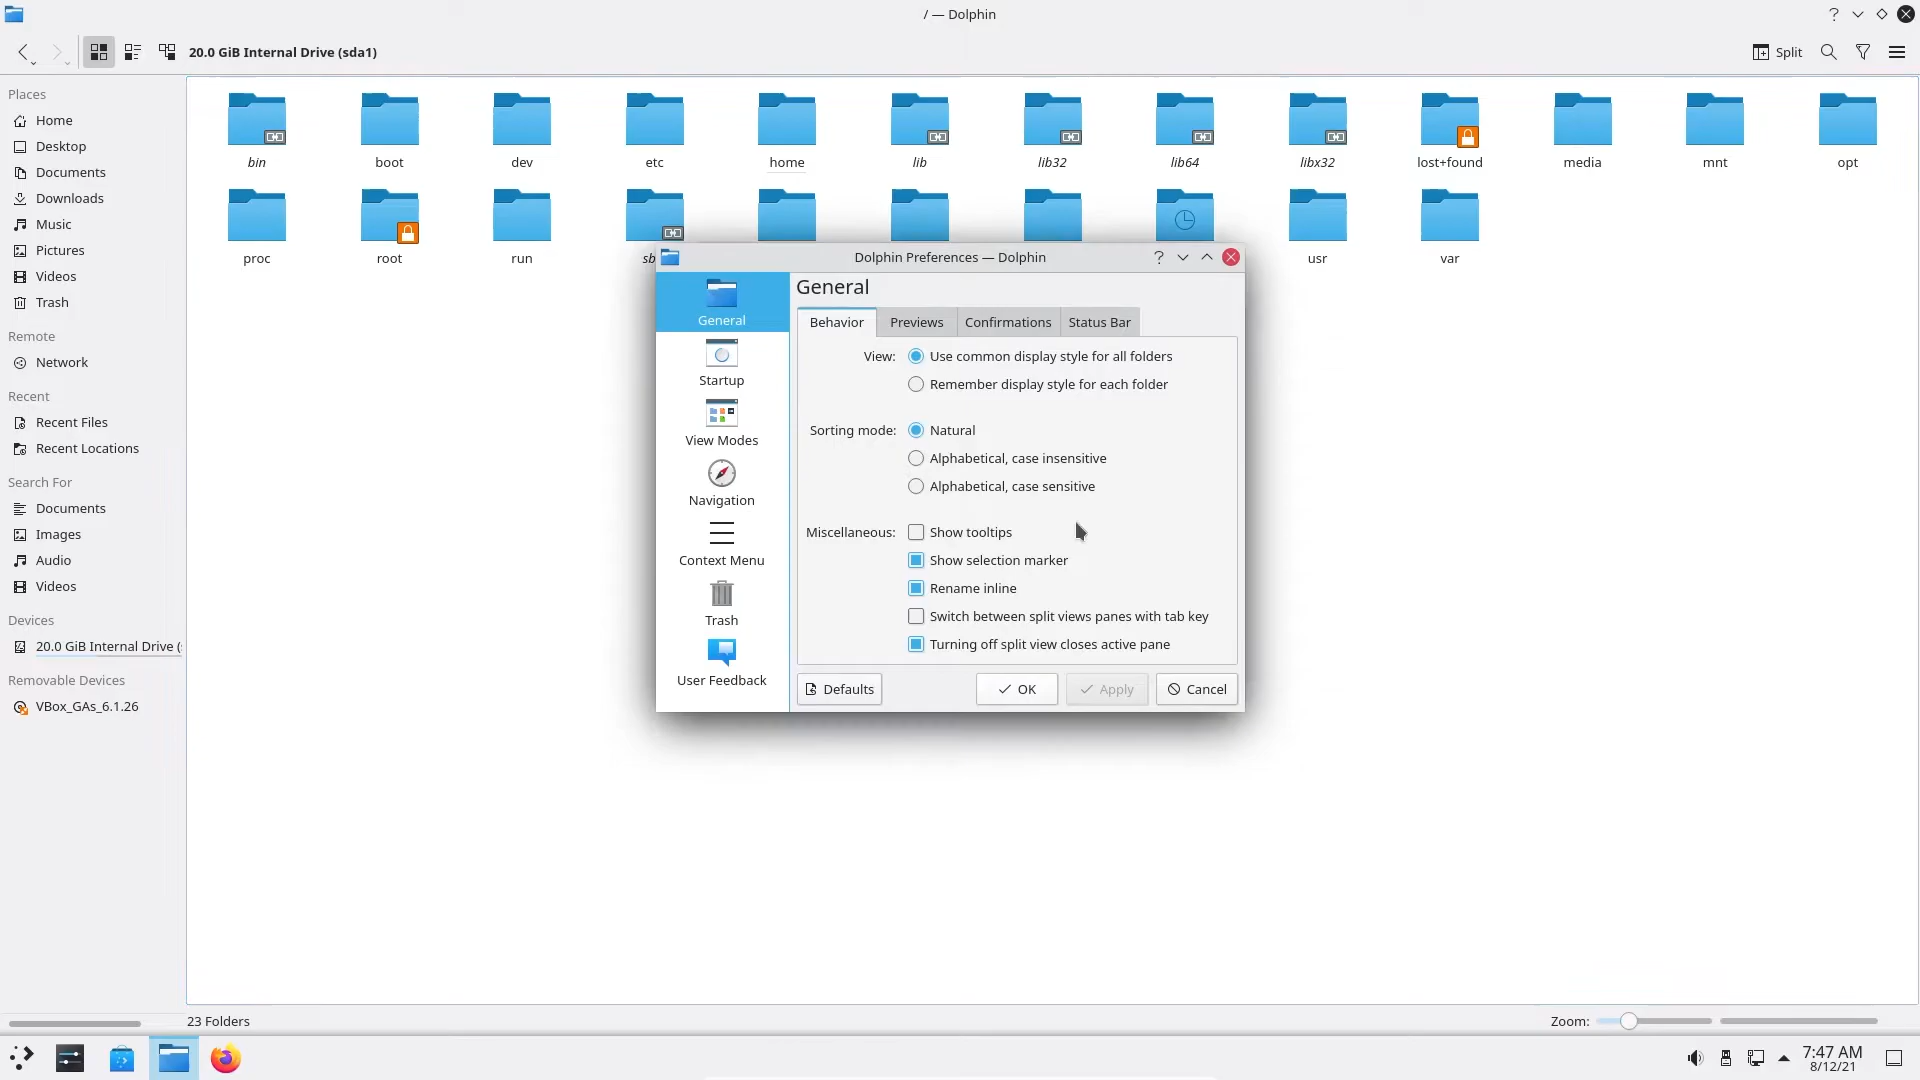 / — Dolphin
20.0 GiB Internal Drive (sda1)
Split
Places
Home
Desktop
Documents
Downloads
Music
Pictures
Videos
Trash
Remote
Network
Recent
Recent Files
Recent Locations
Search For
Documents
Images
Audio
Videos
Devices
20.0 GiB Internal Drive (
Removable Devices
VBox_GAs_6.1.26
bin boot dev etc home lib lib32 lib64 libx32 lost+found media mnt opt
proc root run sb usr var
Dolphin Preferences — Dolphin
General
Startup
View Modes
Navigation
Context Menu
Trash
User Feedback
General
Behavior Previews Confirmations Status Bar
View: Use common display style for all folders
Remember display style for each folder
Sorting mode: Natural
Alphabetical, case insensitive
Alphabetical, case sensitive
Miscellaneous: Show tooltips
Show selection marker
Rename inline
Switch between split views panes with tab key
Turning off split view closes active pane
Defaults OK Apply Cancel
23 Folders
Zoom:
7:47 AM
8/12/21